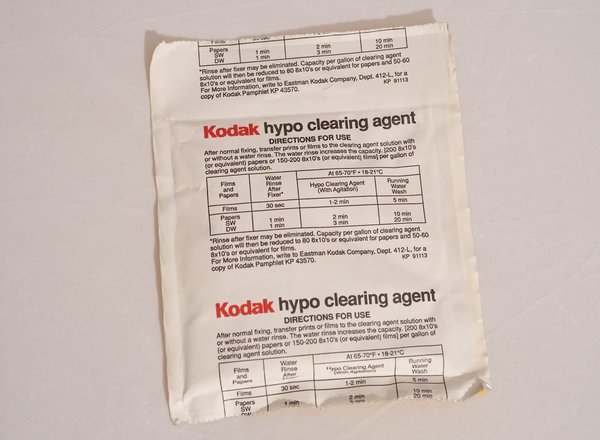 30 sec 10 min
Papers
SW 1 min 2 min 20 min
DW 1 min 3 min
*Rinse after fixer may be eliminated. Capacity per gallon of clearing agent
solution will then be reduced to 80 8x10's or equivalent for papers and 50-60
8x10's or equivalent for films.
For More Information, write to Eastman Kodak Company, Dept. 412-L, for a
copy of Kodak Pamphlet KP 43570. KP 91113
Kodak hypo clearing agent
DIRECTIONS FOR USE
After normal fixing, transfer prints or films to the clearing agent solution with
or without a water rinse. The water rinse increases the capacity. [200 8x10's
(or equivalent) papers or 150-200 8x10's (or equivalent) films] per gallon of
clearing agent solution.
Films
and
Papers
Water
Rinse
After
Fixer*
At 65-70°F • 18-21°C
Hypo Clearing Agent
(With Agitation)
Running
Water
Wash
Films 30 sec 1-2 min 5 min
Papers
SW 1 min 2 min 10 min
DW 1 min 3 min 20 min
*Rinse after fixer may be eliminated. Capacity per gallon of clearing agent
solution will then be reduced to 80 8x10's or equivalent for papers and 50-60
8x10's or equivalent for films.
For More Information, write to Eastman Kodak Company, Dept. 412-L, for a
copy of Kodak Pamphlet KP 43570. KP 91113
Kodak hypo clearing agent
DIRECTIONS FOR USE
After normal fixing, transfer prints or films to the clearing agent solution with
or without a water rinse. The water rinse increases the capacity. [200 8x10's
(or equivalent) papers or 150-200 8x10's (or equivalent) films] per gallon of
clearing agent solution.
Films
and
Papers
Water
Rinse
After
Fixer*
At 65-70°F • 18-21°C
Hypo Clearing Agent
(With Agitation)
Running
Water
Wash
Films 30 sec 1-2 min 5 min
Papers
SW 1 min 2 min 10 min
DW 3 min 20 min